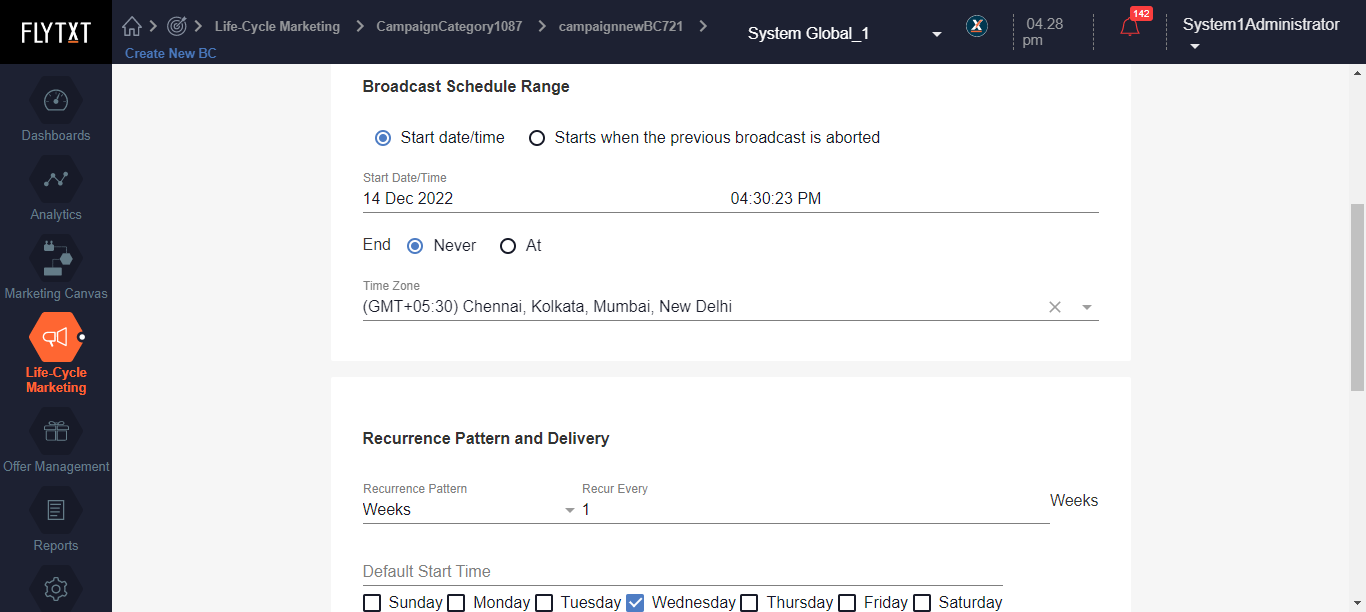 FLYTXT
Life-Cycle Marketing
CampaignCategory1087
campaignnewBC721
Create New BC
System Global_1
X
04.28
pm
142
System1Administrator
Dashboards
Analytics
Marketing Canvas
Life-Cycle
Marketing
Offer Management
Reports
Broadcast Schedule Range
Start date/time
Starts when the previous broadcast is aborted
Start Date/Time
14 Dec 2022
04:30:23 PM
End
Never
At
Time Zone
(GMT+05:30) Chennai, Kolkata, Mumbai, New Delhi
Recurrence Pattern and Delivery
Recurrence Pattern
Recur Every
Weeks
1
Weeks
Default Start Time
Sunday
Monday
Tuesday
Wednesday
Thursday
Friday
Saturday